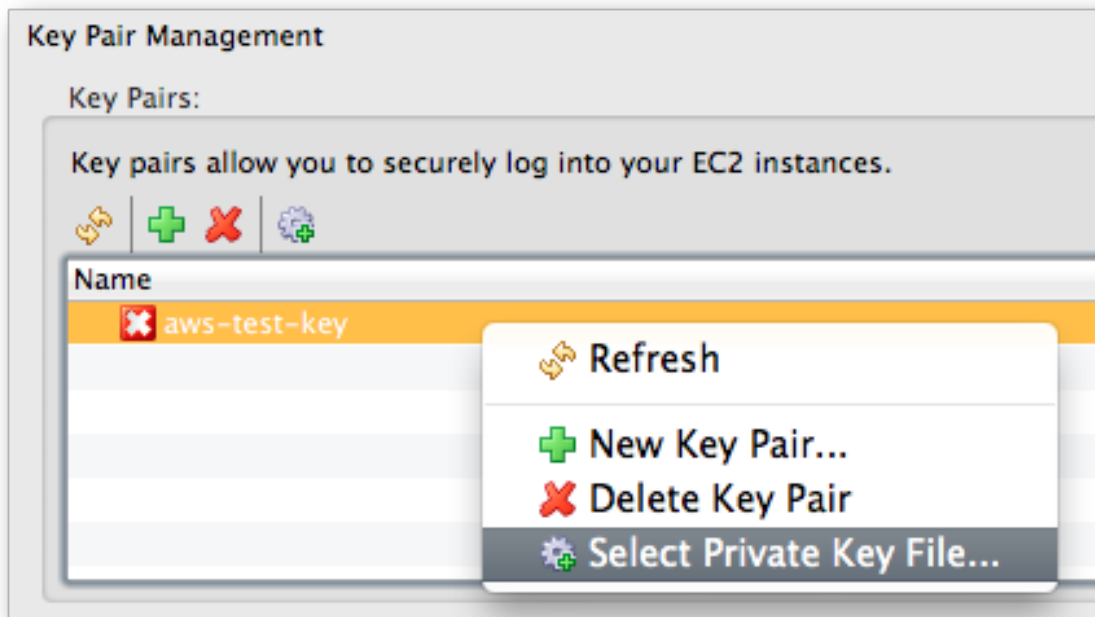 Key Pair Management
Key Pairs:
Key pairs allow you to securely log into your EC2 instances.
Name
aws-test-key
Refresh
New Key Pair...
Delete Key Pair
Select Private Key File...